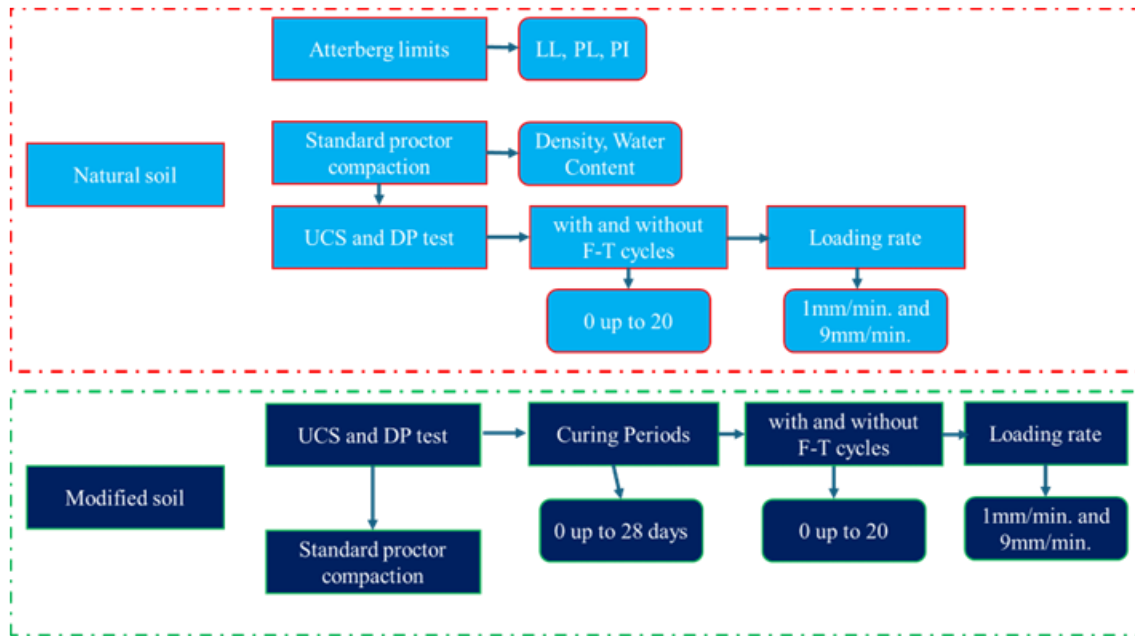 Atterberg limits
LL, PL, PI
Standard proctor
compaction
Density, Water
Content
Natural soil
UCS and DP test
with and without
F-T cycles
Loading rate
0 up to 20
1mm/min. and
9mm/min.
UCS and DP test
Curing Periods
with and without
F-T cycles
Loading rate
Modified soil
0 up to 28 days
0 up to 20
1mm/min. and
9mm/min.
Standard proctor
compaction